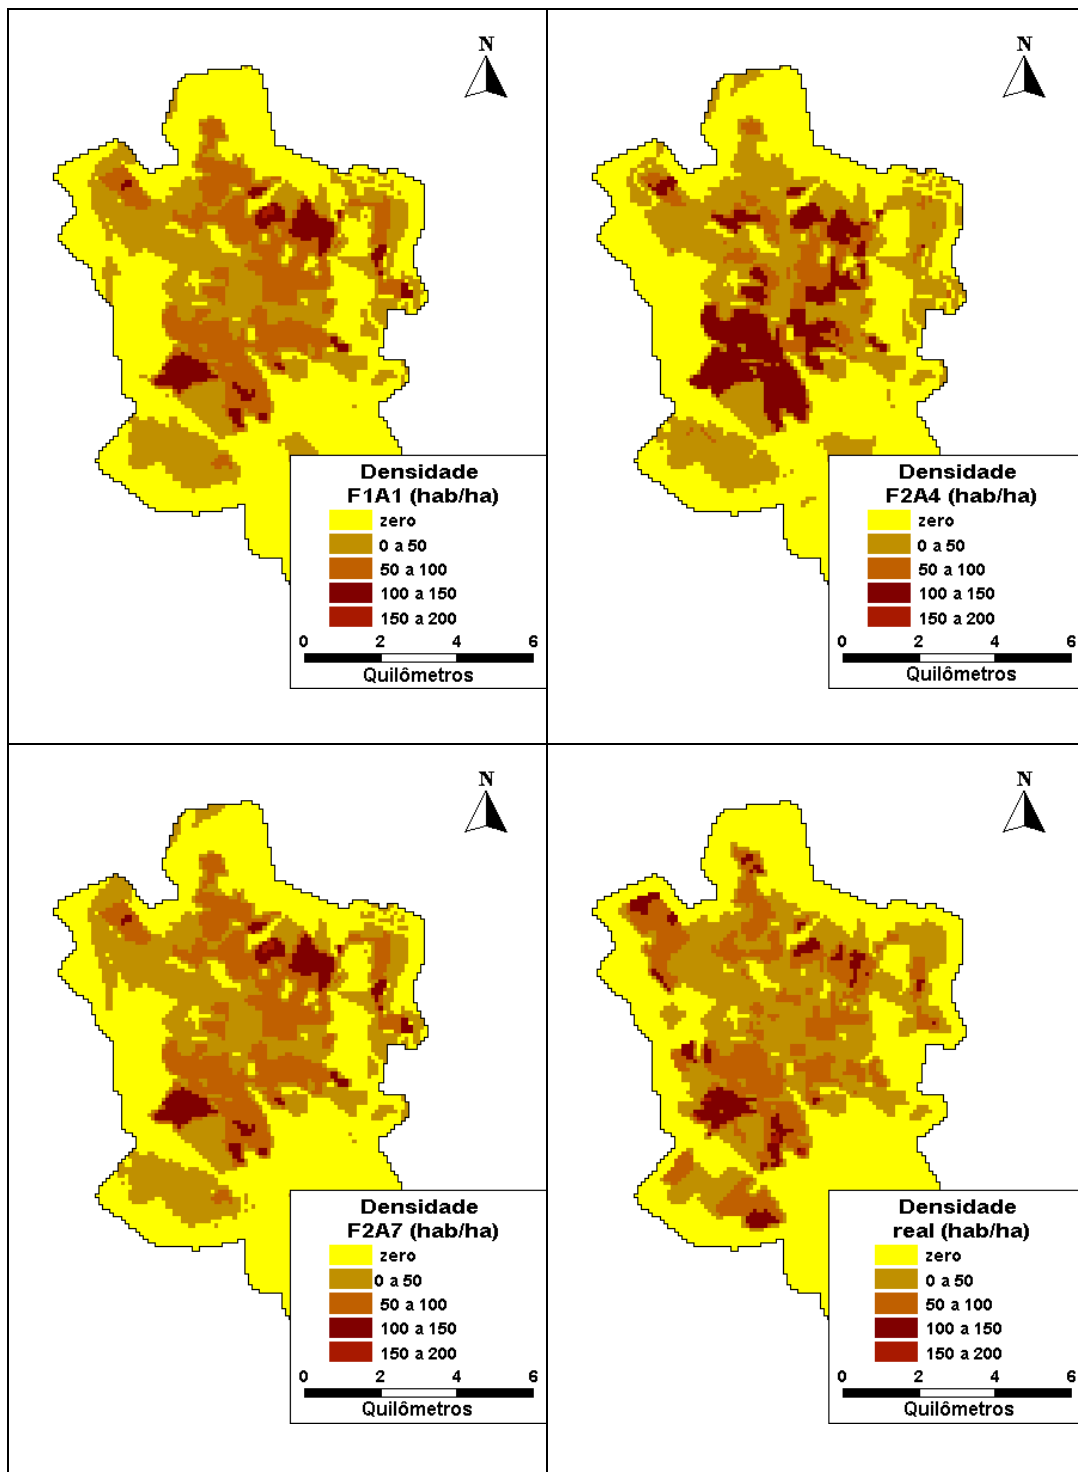 N
Densidade
F1A1 (hab/ha)
zero
0 a 50
50 a 100
100 a 150
150 a 200
0 2 4 6
Quilômetros
N
Densidade
F2A4 (hab/ha)
zero
0 a 50
50 a 100
100 a 150
150 a 200
0 2 4 6
Quilômetros
N
Densidade
F2A7 (hab/ha)
zero
0 a 50
50 a 100
100 a 150
150 a 200
0 2 4 6
Quilômetros
N
Densidade
real (hab/ha)
zero
0 a 50
50 a 100
100 a 150
150 a 200
0 2 4 6
Quilômetros